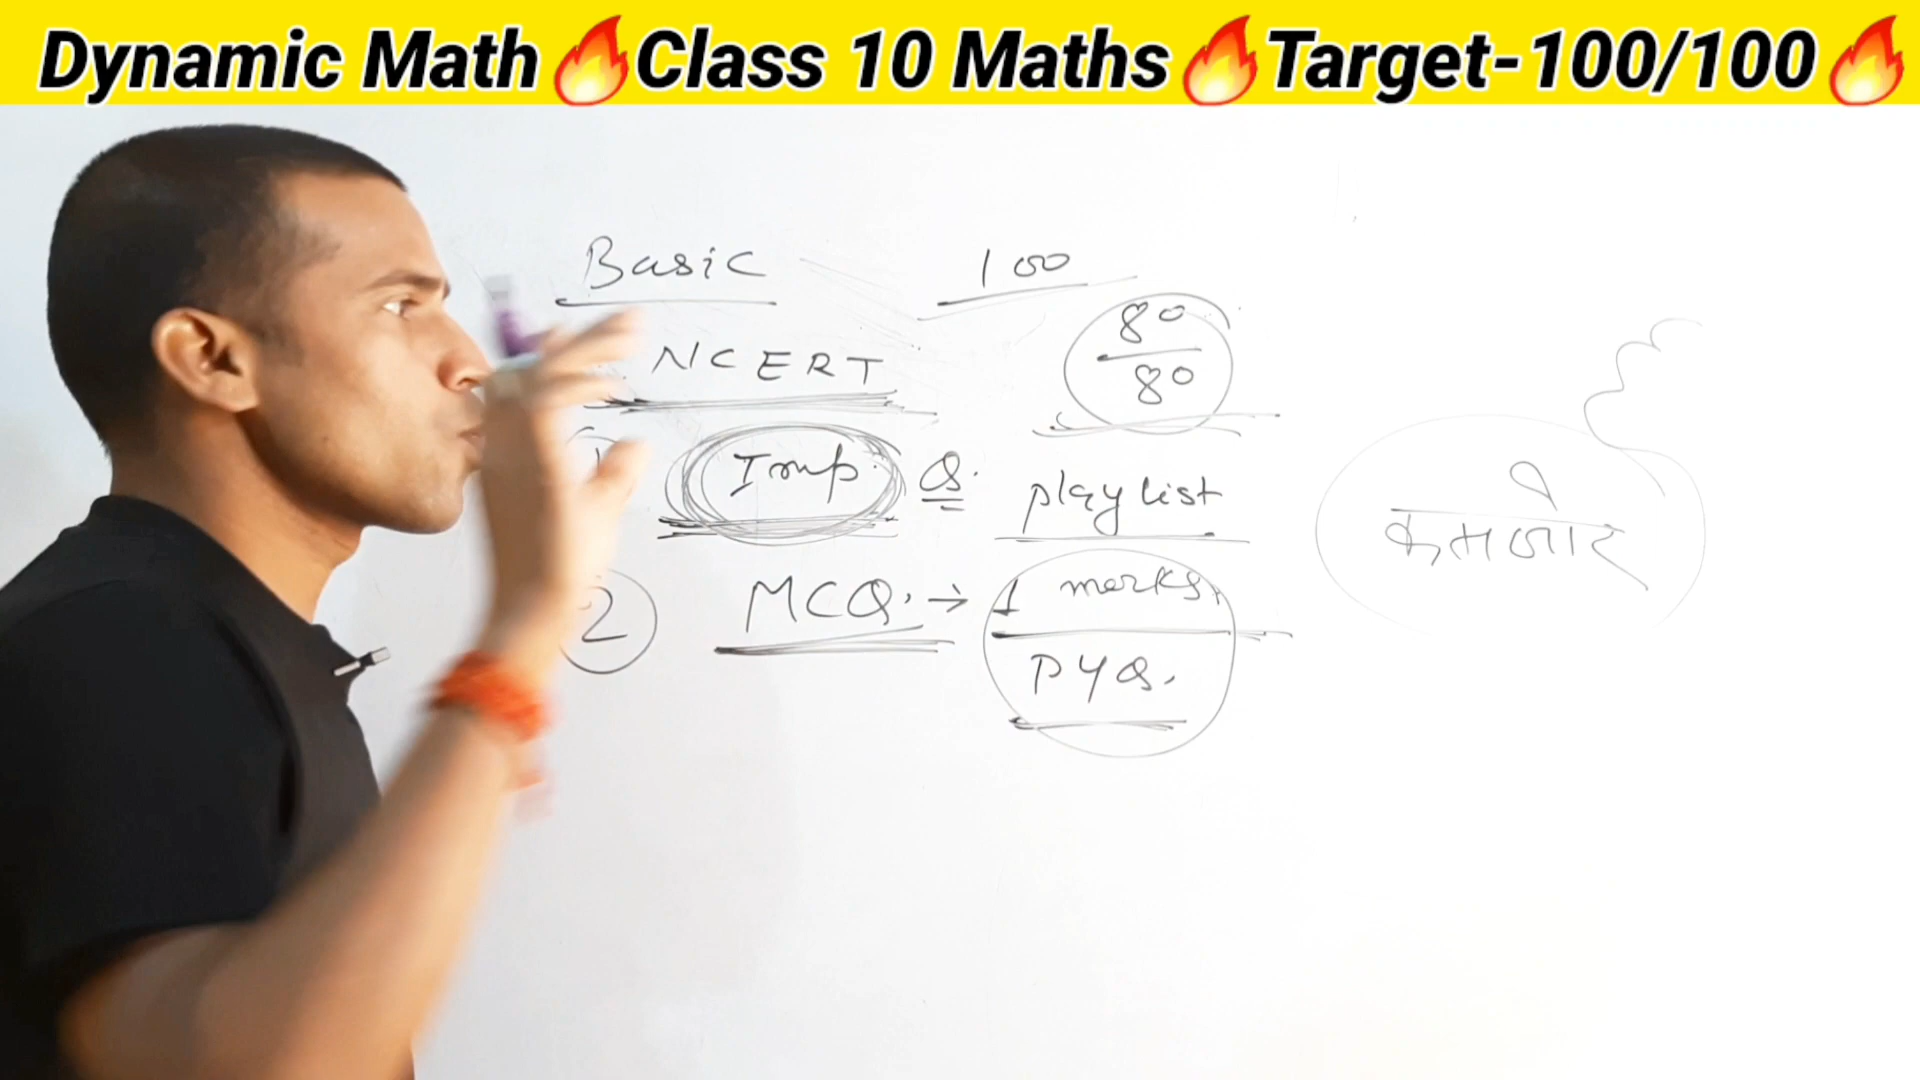 Dynamic Math🔥Class 10 Maths🔥Target-100/100🔥
Basic 100
NCERT 80/80
1 Imp. Q. playlist
2 MCQ. → 1 marks.
PYQ.
कमजोर